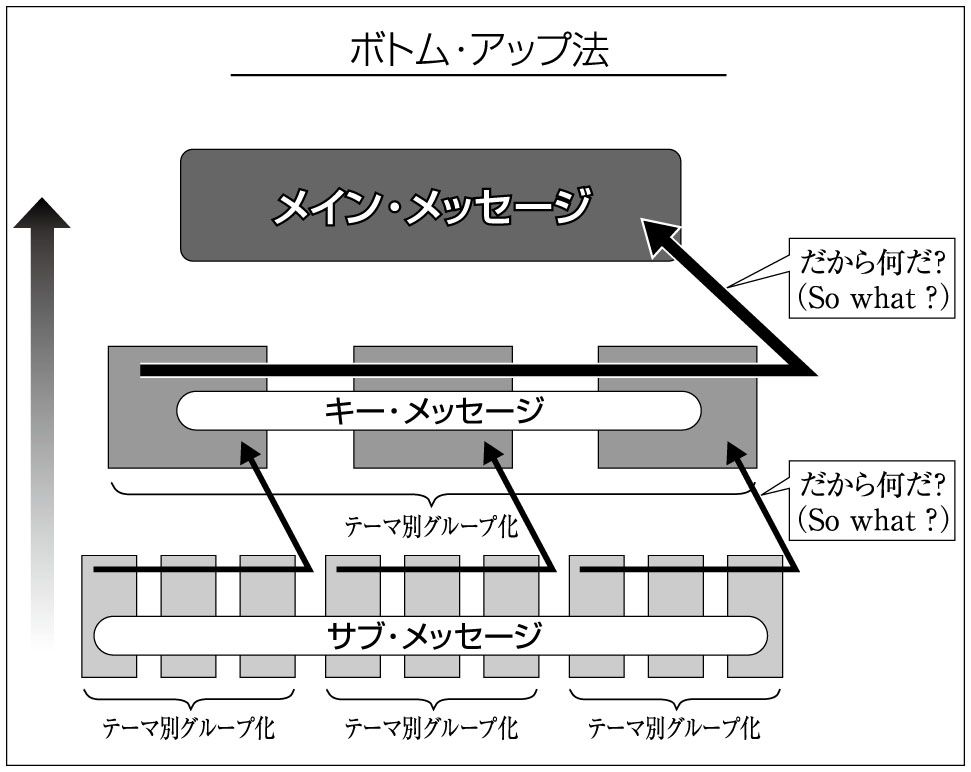 ボトム・アップ法
メイン・メッセージ
だから何だ?
(So what ?)
キー・メッセージ
だから何だ?
(So what ?)
テーマ別グループ化
サブ・メッセージ
テーマ別グループ化
テーマ別グループ化
テーマ別グループ化